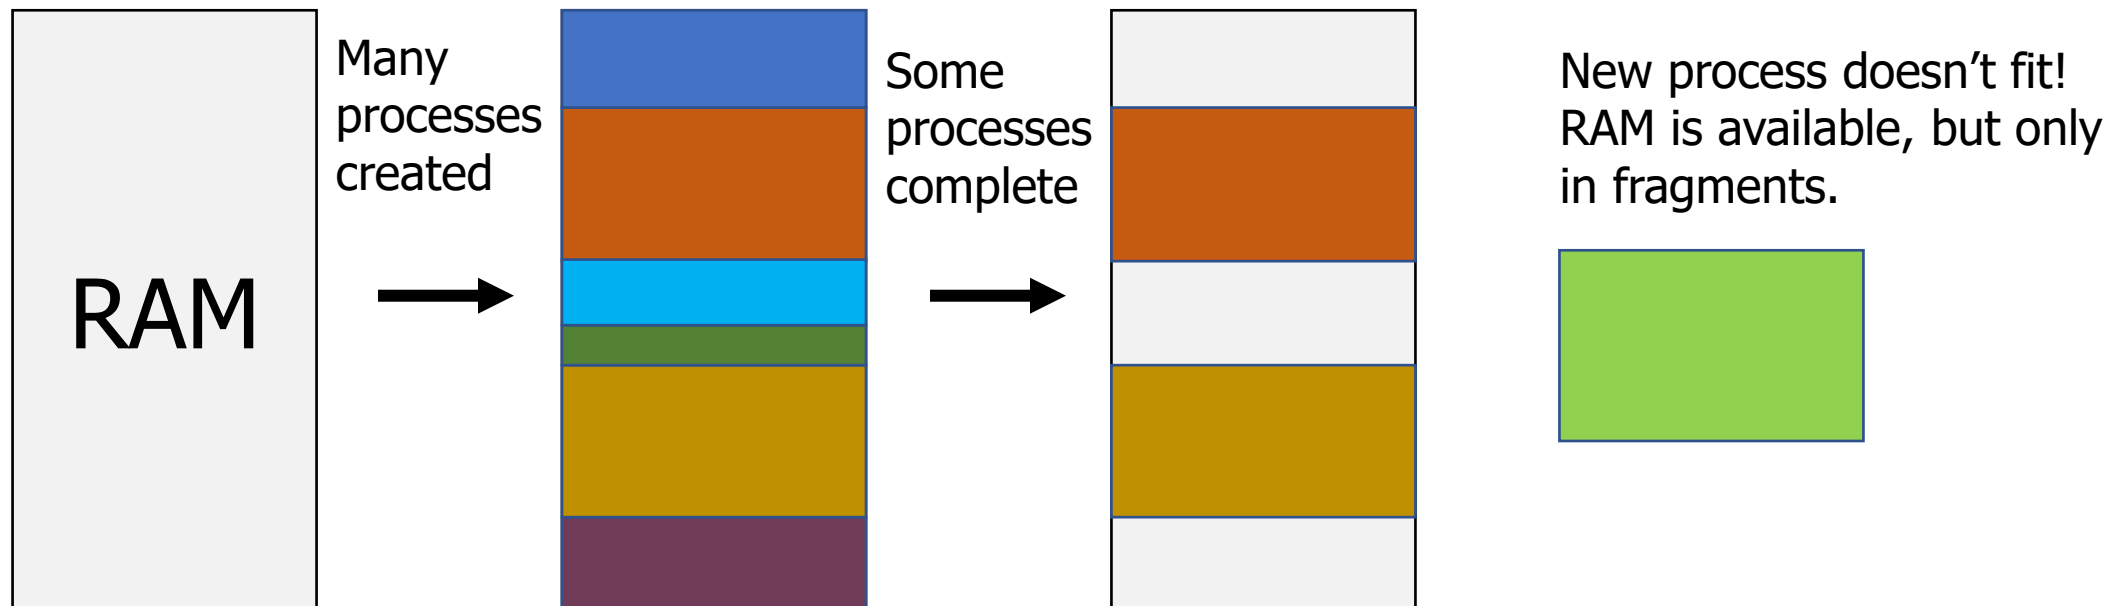 RAM
Many
processes
created
Some
processes
complete
New process doesn’t fit!
RAM is available, but only
in fragments.